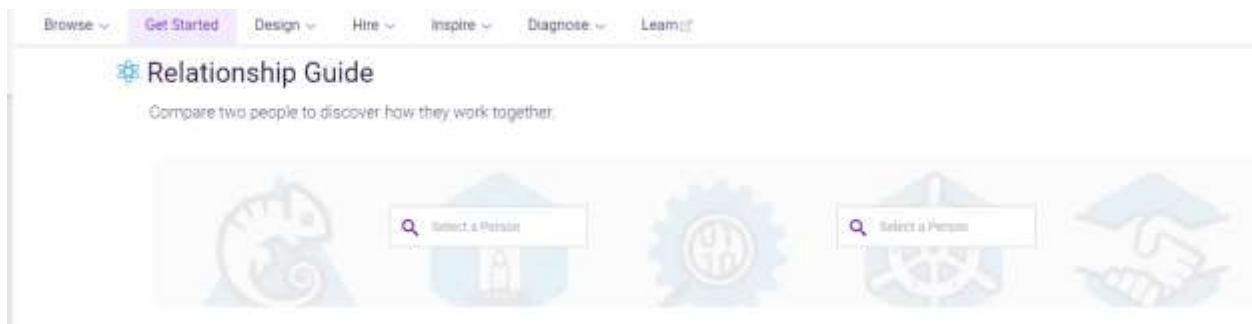 Browse Get Started Design Hire Inspire Diagnose Learn
Relationship Guide
Compare two people to discover how they work together.
Select a Person Select a Person